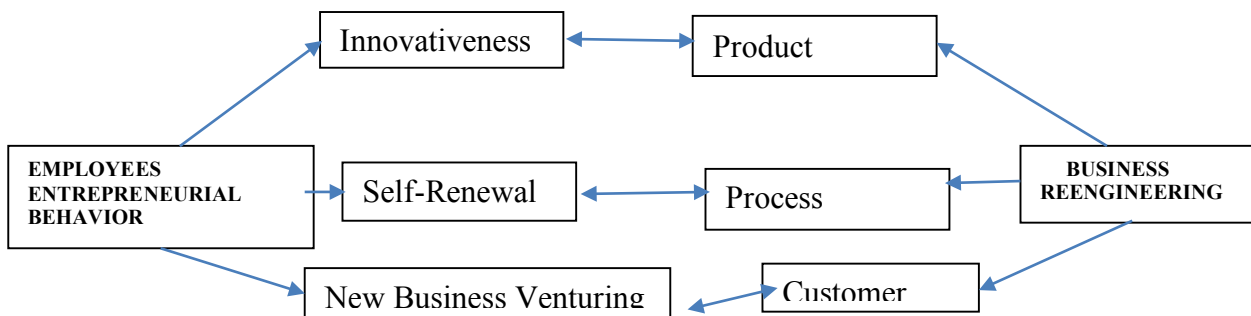 Innovativeness
Product
EMPLOYEES
ENTREPRENEURIAL
BEHAVIOR
Self-Renewal
Process
BUSINESS
REENGINEERING
New Business Venturing
Customer